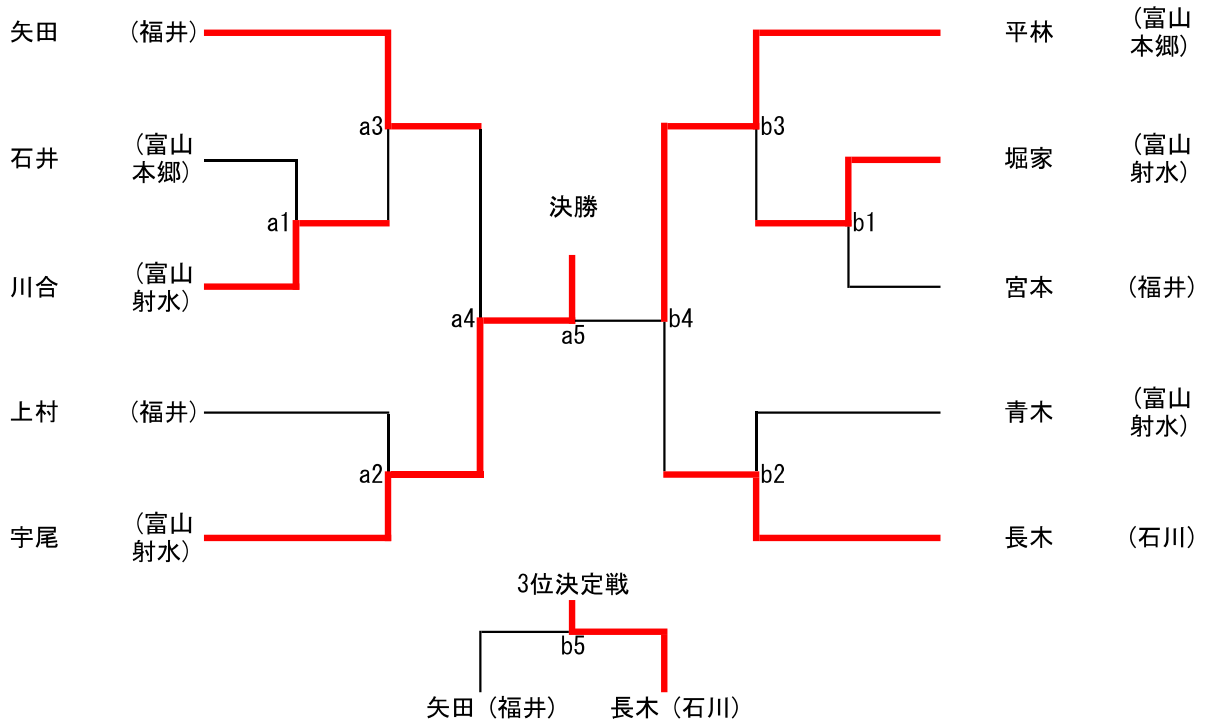 矢田 (福井)
平林 (富山
本郷)
a3
b3
石井 (富山
本郷)
堀家 (富山
射水)
決勝
a1
b1
川合 (富山
射水)
宮本 (福井)
a4
b4
a5
上村 (福井)
青木 (富山
射水)
a2
b2
宇尾 (富山
射水)
長木 (石川)
3位決定戦
b5
矢田 (福井)
長木 (石川)